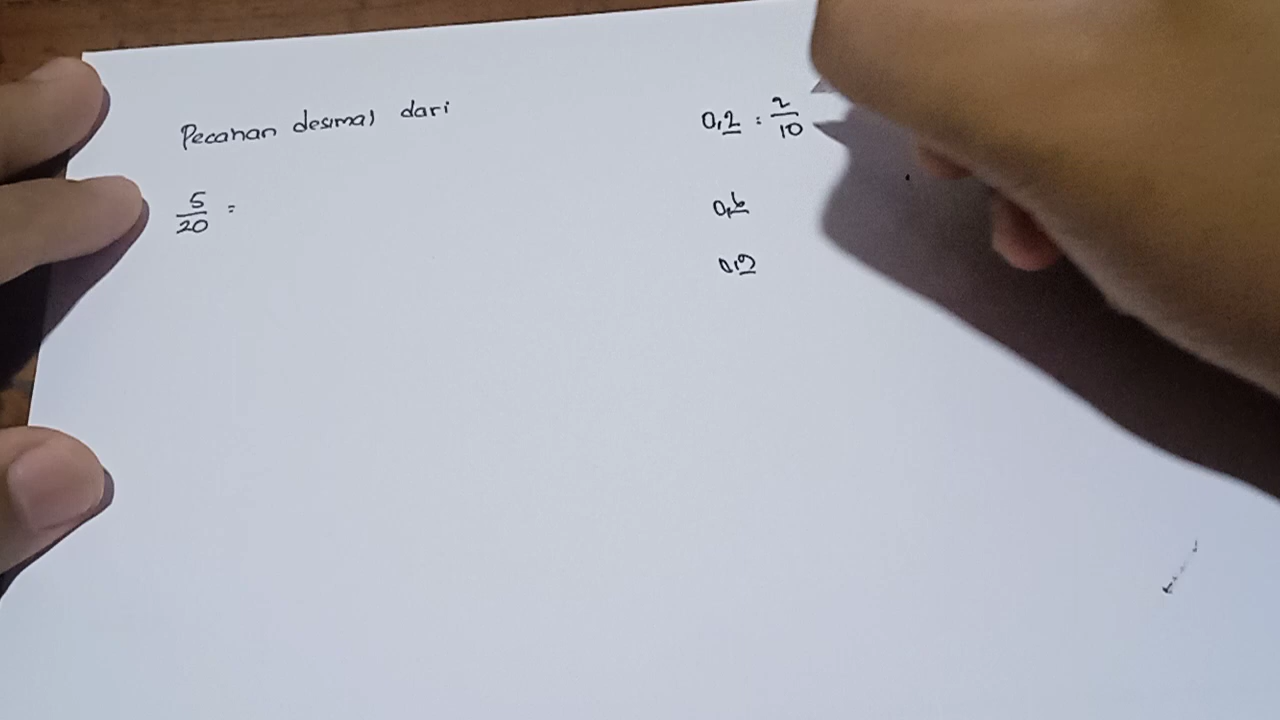 Pecahan desimal dari
5/20 =
0,2 = 2/10
0,6
0,9